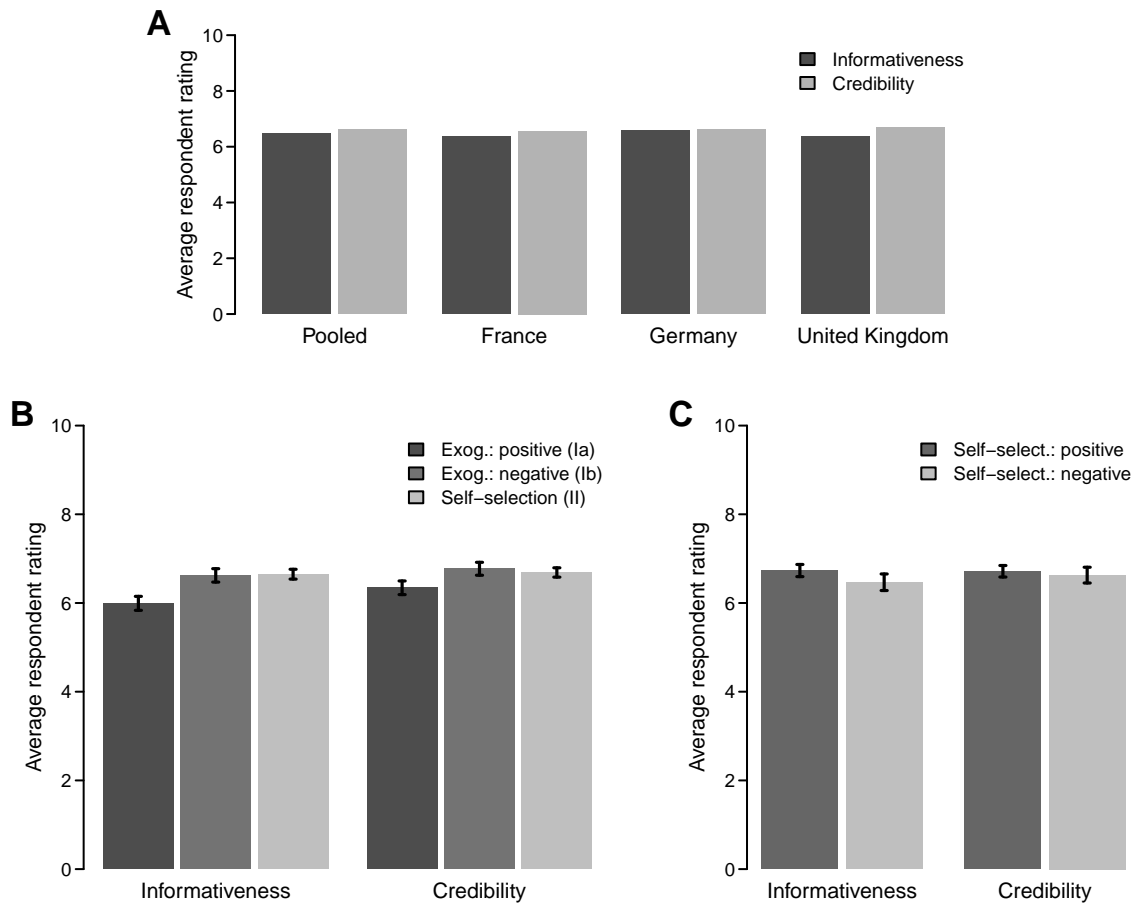 A
Average respondent rating
10
8
6
4
2
0
Informativeness
Credibility
Pooled
France
Germany
United Kingdom
B
Average respondent rating
10
8
6
4
2
0
Exog.: positive (Ia)
Exog.: negative (Ib)
Self−selection (II)
Informativeness
Credibility
C
Average respondent rating
10
8
6
4
2
0
Self−select.: positive
Self−select.: negative
Informativeness
Credibility